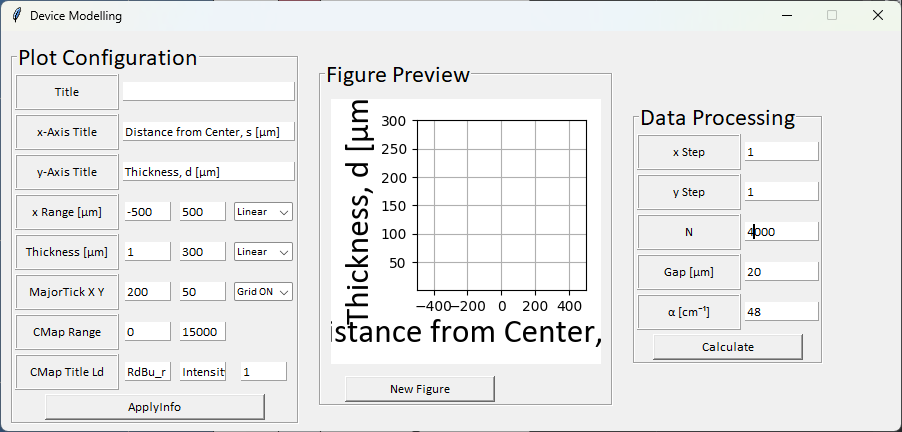 Device Modelling
Plot Configuration
Title
x-Axis Title Distance from Center, s [µm]
y-Axis Title Thickness, d [µm]
x Range [µm] -500 500 Linear
Thickness [µm] 1 300 Linear
MajorTick X Y 200 50 Grid ON
CMap Range 0 15000
CMap Title Ld RdBu_r Intensit 1
ApplyInfo
Figure Preview
Thickness, d [µm
300
250
200
150
100
50
−400 −200 0 200 400
istance from Center,
New Figure
Data Processing
x Step 1
y Step 1
N 4000
Gap [µm] 20
α [cm⁻¹] 48
Calculate